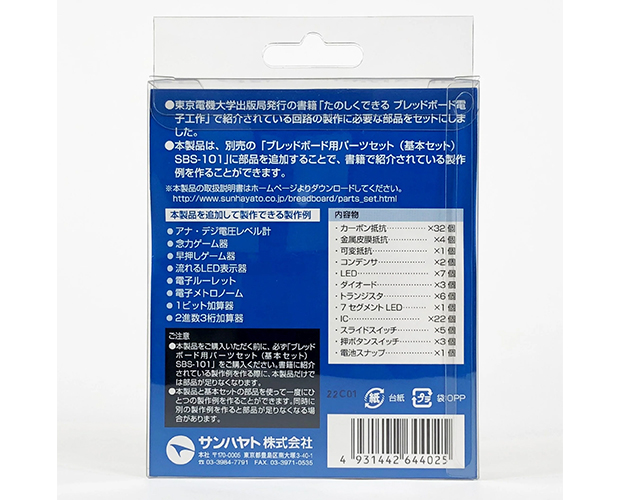 ●東京電機大学出版局発行の書籍「たのしくできる ブレッドボード電
子工作」で紹介されている回路の製作に必要な部品をセットにしま
した。
●本製品は、別売の「ブレッドボード用パーツセット（基本セット）
SBS-101」に部品を追加することで、書籍で紹介されている製作
例を作ることができます。
※本製品の取扱説明書はホームページよりダウンロードしてください。
http://www.sunhayato.co.jp/breadboard/parts_set.html
本製品を追加して製作できる製作例
●アナ・デジ電圧レベル計
●念力ゲーム器
●早押しゲーム器
●流れるLED表示器
●電子ルーレット
●電子メトロノーム
●1ビット加算器
●2進数3桁加算器
内容物
・カーボン抵抗……………×32個
・金属皮膜抵抗……………×4個
・可変抵抗…………………×1個
・コンデンサ………………×2個
・LED………………………×7個
・ダイオード………………×3個
・トランジスタ……………×6個
・7セグメントLED…………×1個
・IC…………………………×22個
・スライドスイッチ………×5個
・押ボタンスイッチ………×3個
・電池スナップ……………×1個
ご注意
●本製品をご購入いただく前に、必ず「ブレッド
ボード用パーツセット（基本セット）
SBS-101」をご購入ください。書籍に紹介
されている製作例を作る際に、本製品だけで
は部品が足りなくなります。
●本製品と基本セットの部品を使って一度にひ
とつの製作例を作ることができます。同時に
別の製作例を作ると部品が足りなくなる場
合があります。
22C01
紙 台紙 プラ 袋:OPP
サンハヤト株式会社
本社 〒170-0005 東京都豊島区南大塚3-40-1
☎ 03-3984-7791 FAX 03-3971-0535
4 931442 644025